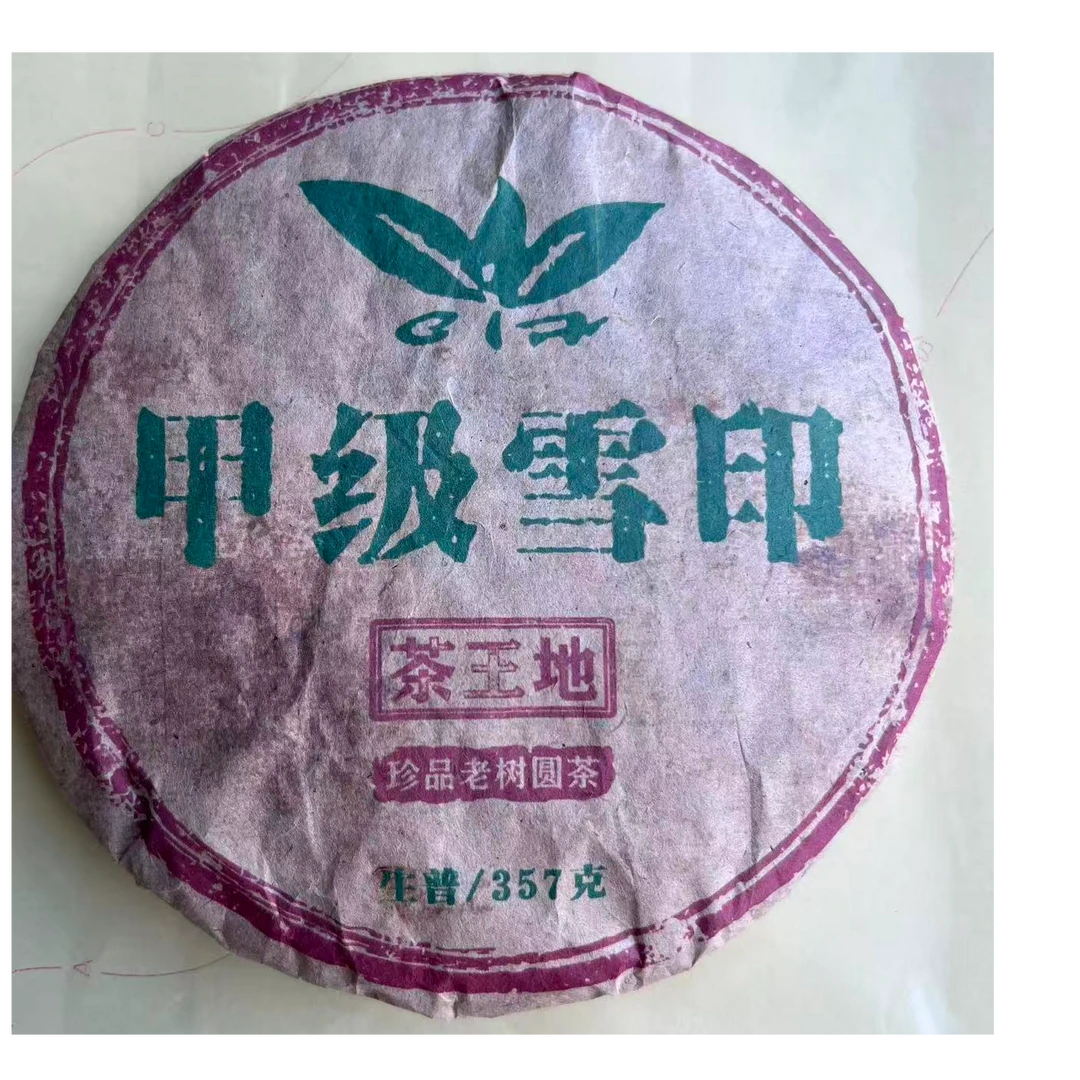 甲级雪印
茶王地
珍品老树圆茶
生普/357克